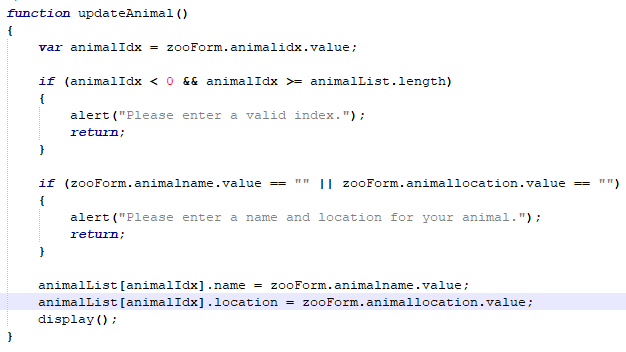 function updateAnimal()
{
var animalIdx = zooForm.animalidx.value;
if (animalIdx < 0 && animalIdx >= animalList.length)
{
alert("Please enter a valid index.");
return;
}
if (zooForm.animalname.value == "" || zooForm.animallocation.value == "")
{
alert("Please enter a name and location for your animal.");
return;
}
animalList[animalIdx].name = zooForm.animalname.value;
animalList[animalIdx].location = zooForm.animallocation.value;
display();
}